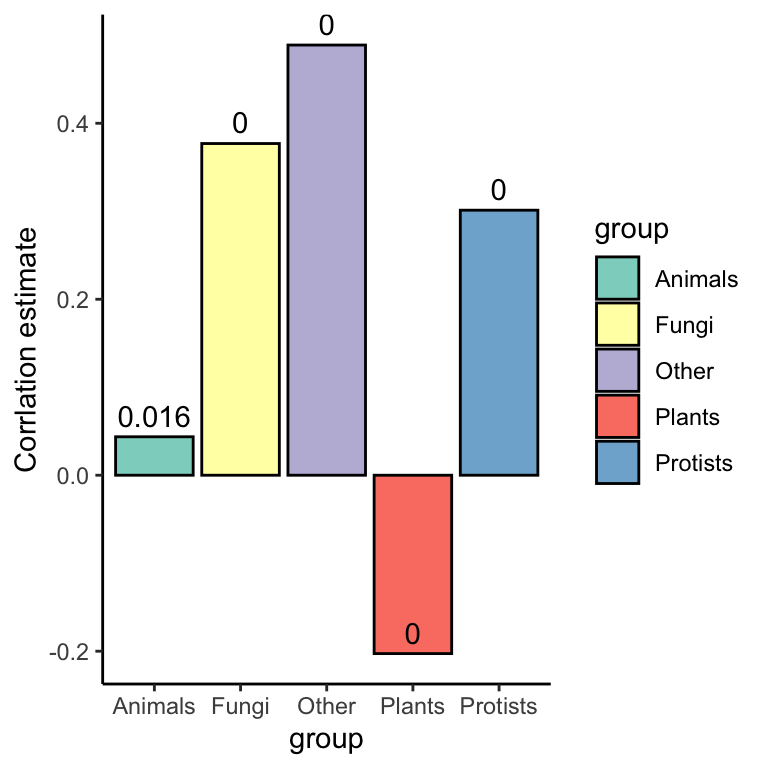 0
0
0
0.4
0.2
0.016
0.0
0
-0.2
Animals Fungi Other Plants Protists
group
Corrlation estimate
group
Animals
Fungi
Other
Plants
Protists